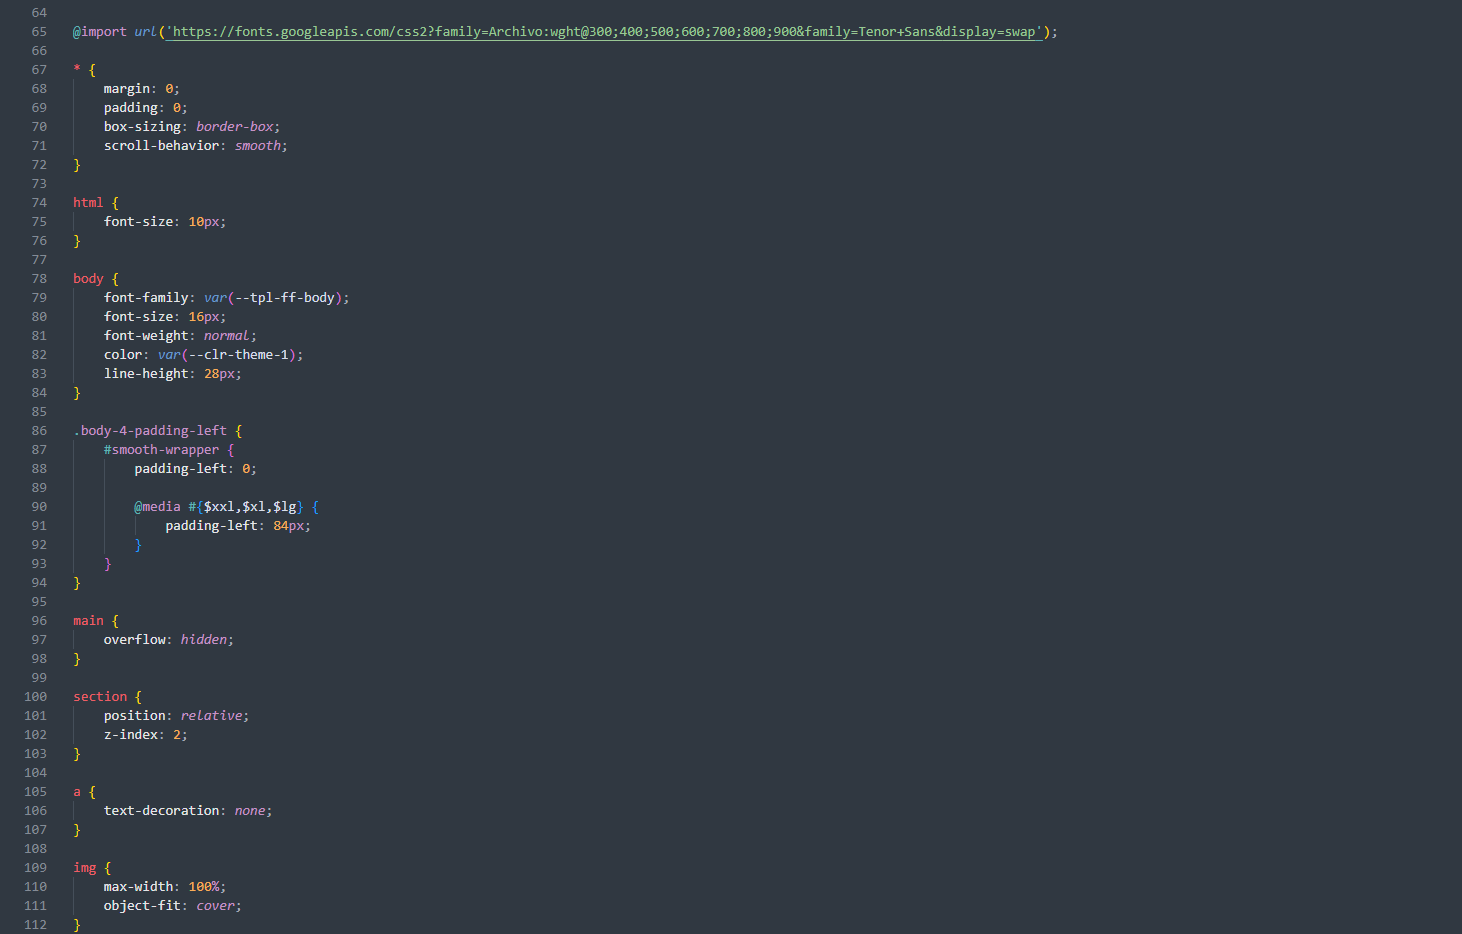 64
65 @import url('https://fonts.googleapis.com/css2?family=Archivo:wght@300;400;500;600;700;800;900&family=Tenor+Sans&display=swap');
66
67 * {
68     margin: 0;
69     padding: 0;
70     box-sizing: border-box;
71     scroll-behavior: smooth;
72 }
73
74 html {
75     font-size: 10px;
76 }
77
78 body {
79     font-family: var(--tpl-ff-body);
80     font-size: 16px;
81     font-weight: normal;
82     color: var(--clr-theme-1);
83     line-height: 28px;
84 }
85
86 .body-4-padding-left {
87     #smooth-wrapper {
88         padding-left: 0;
89
90         @media #{$xxl,$xl,$lg} {
91             padding-left: 84px;
92         }
93     }
94 }
95
96 main {
97     overflow: hidden;
98 }
99
100 section {
101     position: relative;
102     z-index: 2;
103 }
104
105 a {
106     text-decoration: none;
107 }
108
109 img {
110     max-width: 100%;
111     object-fit: cover;
112 }